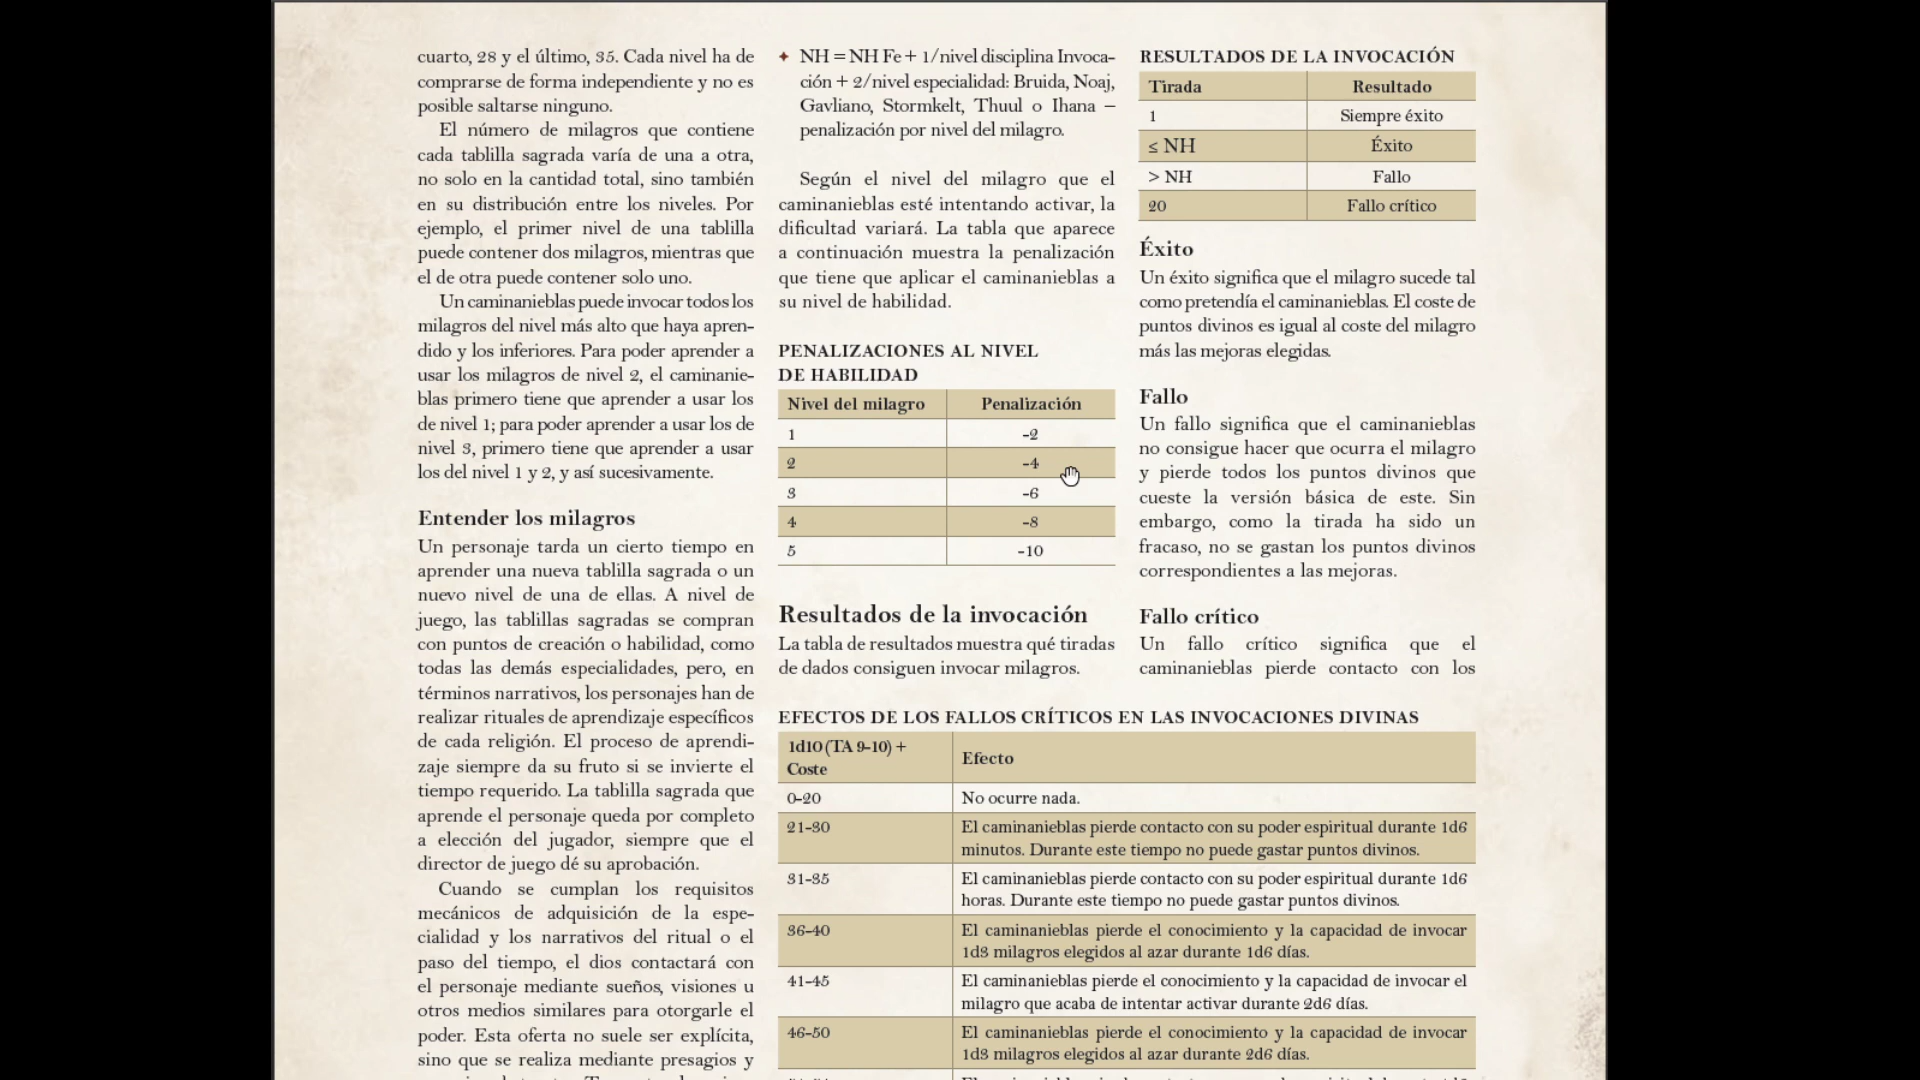 cuarto, 28 y el último, 35. Cada nivel ha de
comprarse de forma independiente y no es
posible saltarse ninguno.
El número de milagros que contiene
cada tablilla sagrada varía de una a otra,
no solo en la cantidad total, sino también
en su distribución entre los niveles. Por
ejemplo, el primer nivel de una tablilla
puede contener dos milagros, mientras que
el de otra puede contener solo uno.
Un caminanieblas puede invocar todos los
milagros del nivel más alto que haya apren-
dido y los inferiores. Para poder aprender a
usar los milagros de nivel 2, el caminanie-
blas primero tiene que aprender a usar los
de nivel 1; para poder aprender a usar los de
nivel 3, primero tiene que aprender a usar
los del nivel 1 y 2, y así sucesivamente.
Entender los milagros
Un personaje tarda un cierto tiempo en
aprender una nueva tablilla sagrada o un
nuevo nivel de una de ellas. A nivel de
juego, las tablillas sagradas se compran
con puntos de creación o habilidad, como
todas las demás especialidades, pero, en
términos narrativos, los personajes han de
realizar rituales de aprendizaje específicos
de cada religión. El proceso de aprendi-
zaje siempre da su fruto si se invierte el
tiempo requerido. La tablilla sagrada que
aprende el personaje queda por completo
a elección del jugador, siempre que el
director de juego dé su aprobación.
Cuando se cumplan los requisitos
mecánicos de adquisición de la espe-
cialidad y los narrativos del ritual o el
paso del tiempo, el dios contactará con
el personaje mediante sueños, visiones u
otros medios similares para otorgarle el
poder. Esta oferta no suele ser explícita,
sino que se realiza mediante presagios y
✦ NH = NH Fe + 1/nivel disciplina Invoca-
ción + 2/nivel especialidad: Bruida, Noaj,
Gavliano, Stormkelt, Thuul o Ihana –
penalización por nivel del milagro.
Según el nivel del milagro que el
caminanieblas esté intentando activar, la
dificultad variará. La tabla que aparece
a continuación muestra la penalización
que tiene que aplicar el caminanieblas a
su nivel de habilidad.
PENALIZACIONES AL NIVEL
DE HABILIDAD
Nivel del milagro Penalización
1 -2
2 -4
3 -6
4 -8
5 -10
Resultados de la invocación
La tabla de resultados muestra qué tiradas
de dados consiguen invocar milagros.
RESULTADOS DE LA INVOCACIÓN
Tirada Resultado
1 Siempre éxito
≤ NH Éxito
> NH Fallo
20 Fallo crítico
Éxito
Un éxito significa que el milagro sucede tal
como pretendía el caminanieblas. El coste de
puntos divinos es igual al coste del milagro
más las mejoras elegidas.
Fallo
Un fallo significa que el caminanieblas
no consigue hacer que ocurra el milagro
y pierde todos los puntos divinos que
cueste la versión básica de este. Sin
embargo, como la tirada ha sido un
fracaso, no se gastan los puntos divinos
correspondientes a las mejoras.
Fallo crítico
Un fallo crítico significa que el
caminanieblas pierde contacto con los
EFECTOS DE LOS FALLOS CRÍTICOS EN LAS INVOCACIONES DIVINAS
1d10 (TA 9-10) +
Coste
Efecto
0-20 No ocurre nada.
21-30 El caminanieblas pierde contacto con su poder espiritual durante 1d6
minutos. Durante este tiempo no puede gastar puntos divinos.
31-35 El caminanieblas pierde contacto con su poder espiritual durante 1d6
horas. Durante este tiempo no puede gastar puntos divinos.
36-40 El caminanieblas pierde el conocimiento y la capacidad de invocar
1d3 milagros elegidos al azar durante 1d6 días.
41-45 El caminanieblas pierde el conocimiento y la capacidad de invocar el
milagro que acaba de intentar activar durante 2d6 días.
46-50 El caminanieblas pierde el conocimiento y la capacidad de invocar
1d3 milagros elegidos al azar durante 2d6 días.